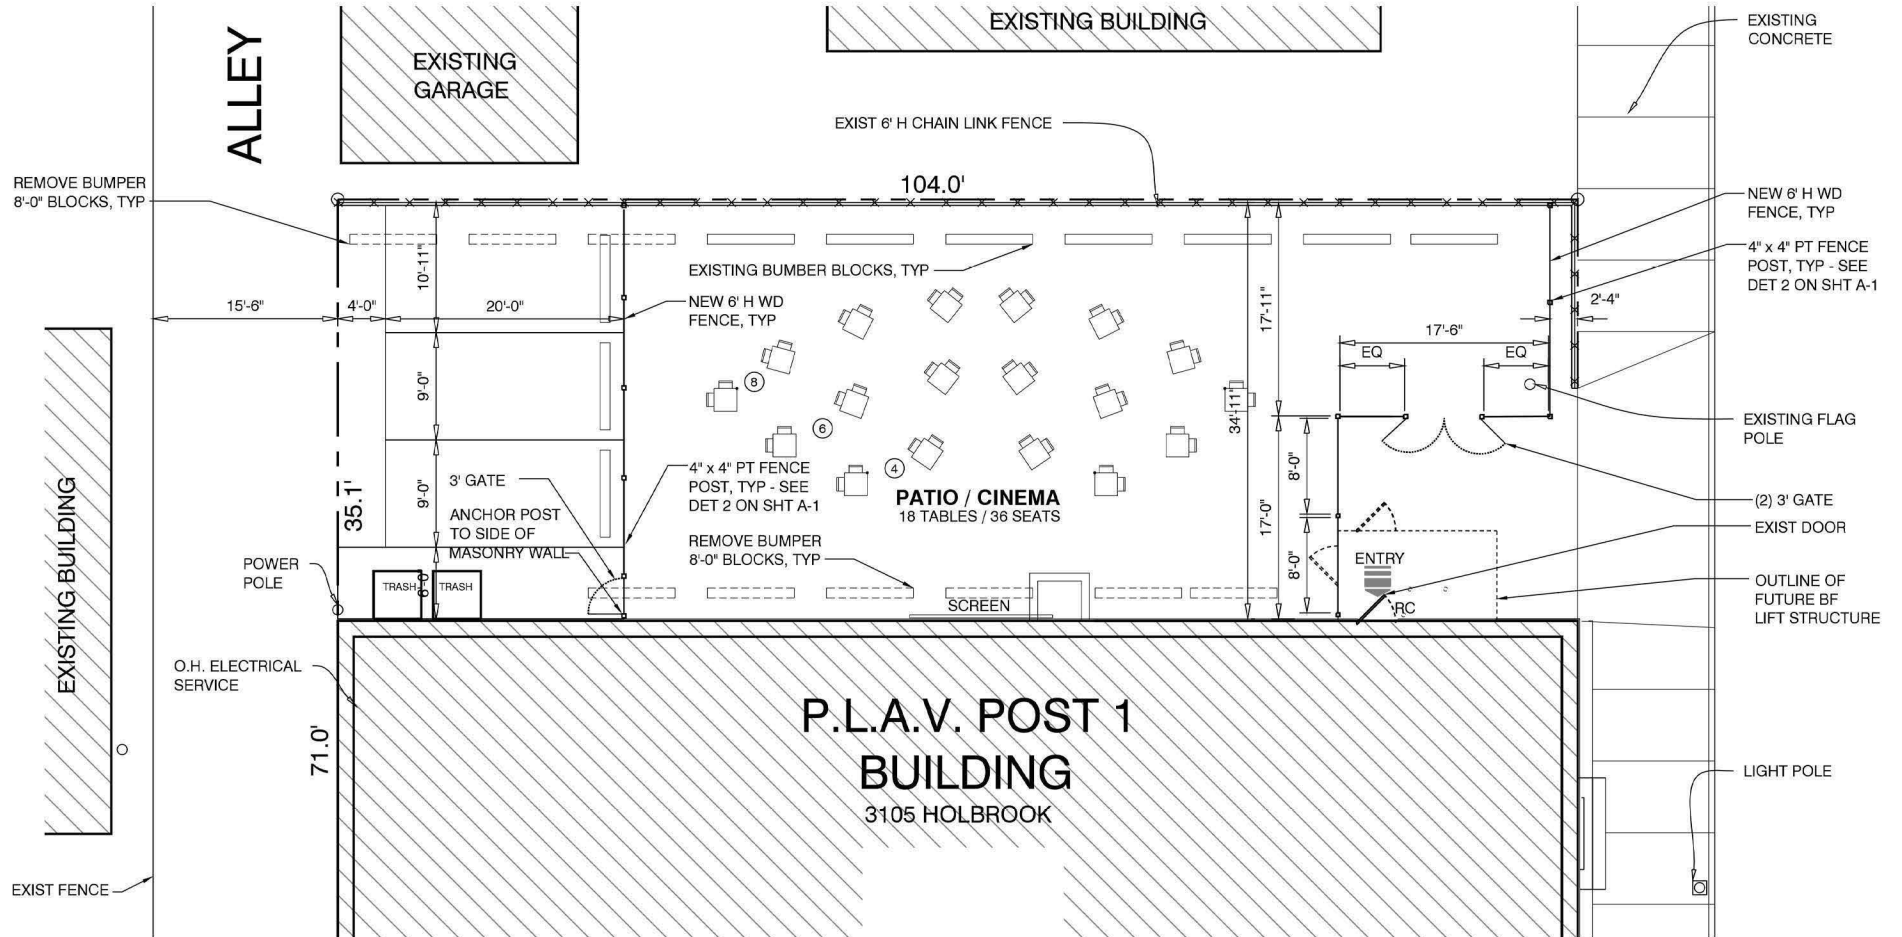 EXISTING BUILDING
EXISTING
CONCRETE
ALLEY
EXISTING
GARAGE
EXIST 6' H CHAIN LINK FENCE
REMOVE BUMPER
8'-0" BLOCKS, TYP
104.0'
NEW 6' H WD
FENCE, TYP
4" x 4" PT FENCE
POST, TYP - SEE
DET 2 ON SHT A-1
10'-11"
EXISTING BUMBER BLOCKS, TYP
15'-6"
4'-0"
20'-0"
NEW 6' H WD
FENCE, TYP
17'-11"
2'-4"
17'-6"
EQ
EQ
9'-0"
8
6
4
34'-11"
EXISTING FLAG
POLE
EXISTING BUILDING
35.1'
9'-0"
3' GATE
ANCHOR POST
TO SIDE OF
MASONRY WALL
4" x 4" PT FENCE
POST, TYP - SEE
DET 2 ON SHT A-1
PATIO / CINEMA
18 TABLES / 36 SEATS
8'-0"
17'-0"
(2) 3' GATE
EXIST DOOR
REMOVE BUMPER
8'-0" BLOCKS, TYP
POWER
POLE
TRASH
6'-0"
TRASH
SCREEN
8'-0"
ENTRY
RC
OUTLINE OF
FUTURE BF
LIFT STRUCTURE
O.H. ELECTRICAL
SERVICE
71.0'
P.L.A.V. POST 1
BUILDING
3105 HOLBROOK
LIGHT POLE
EXIST FENCE